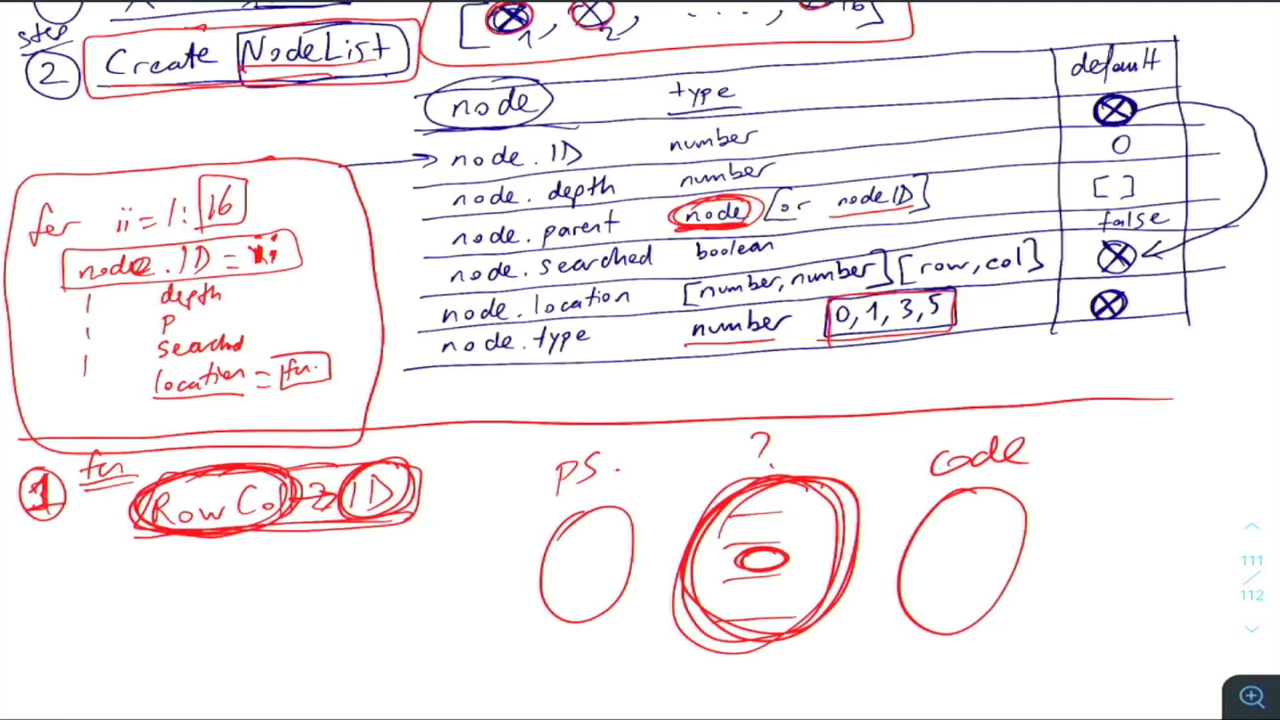 [ 1, 2, ...., 16 ]
step
2 Create NodeList
node type default
node.ID number
node.depth number 0
node.parent node [or nodeID] [ ]
node.searched boolean false
node.location [number, number] [row, col]
node.type number 0, 1, 3, 5
for ii = 1:16
node.ID = ii
depth
P
searched
location = fn.
1 fn RowCol 2 ID
ps. ? code
111
/
112